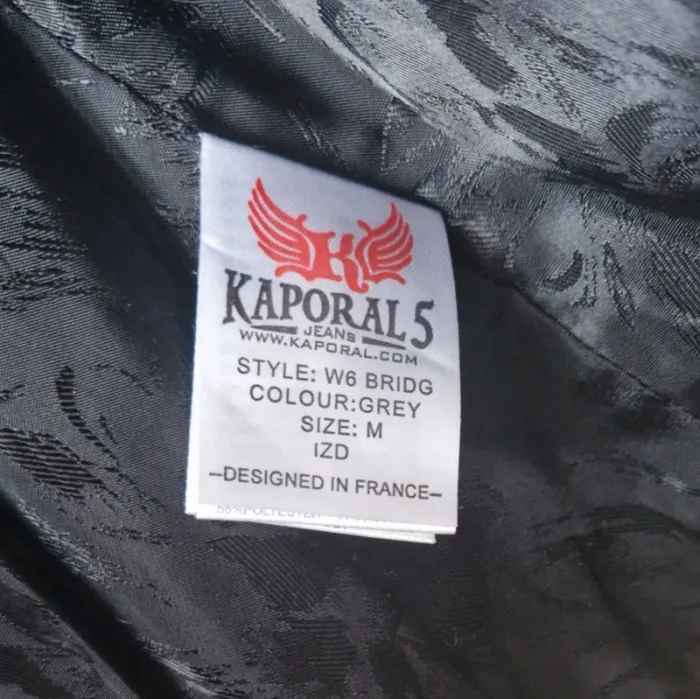 K
KAPORAL 5
JEANS
WWW.KAPORAL.COM
STYLE: W6 BRIDG
COLOUR:GREY
SIZE: M
IZD
–DESIGNED IN FRANCE–